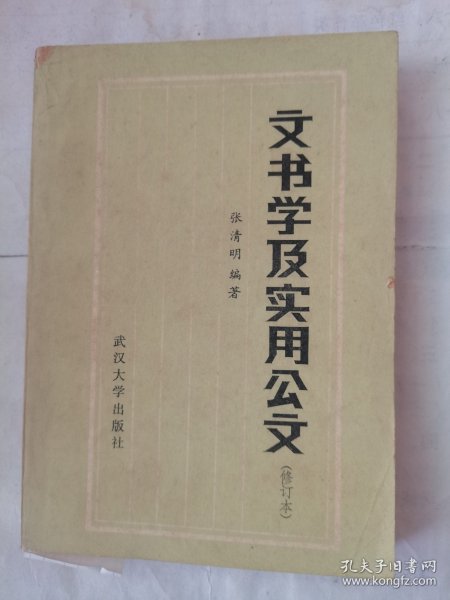 文书学及实用公文
(修订本)
张清明 编著
武汉大学出版社
孔夫子旧书网
www.kongfz.com